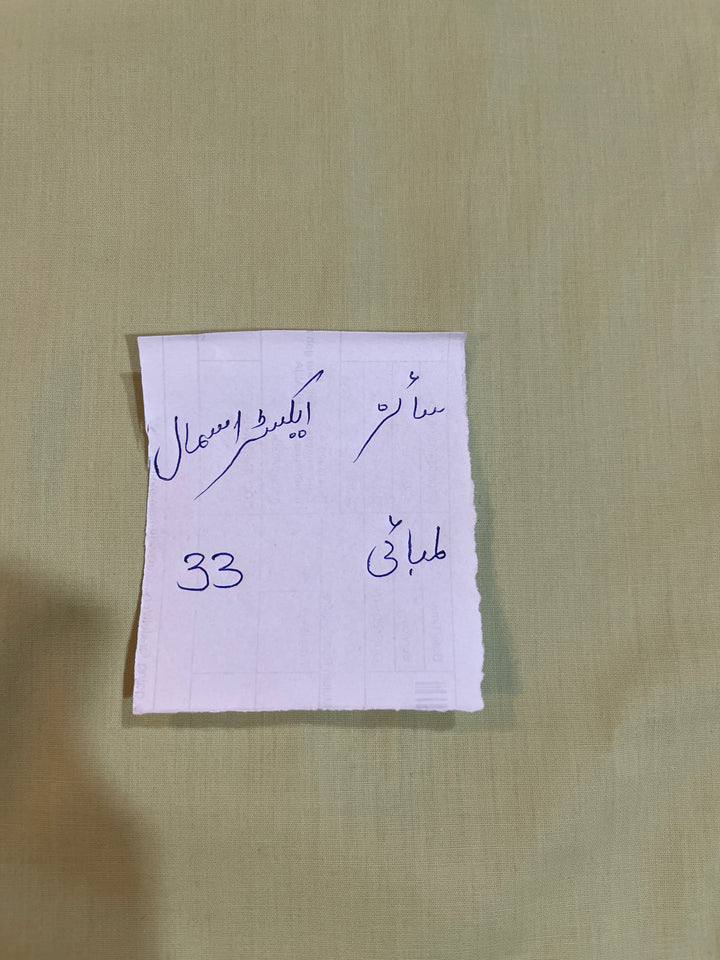 سائز ایکسٹرا سمال
لمبائی 33